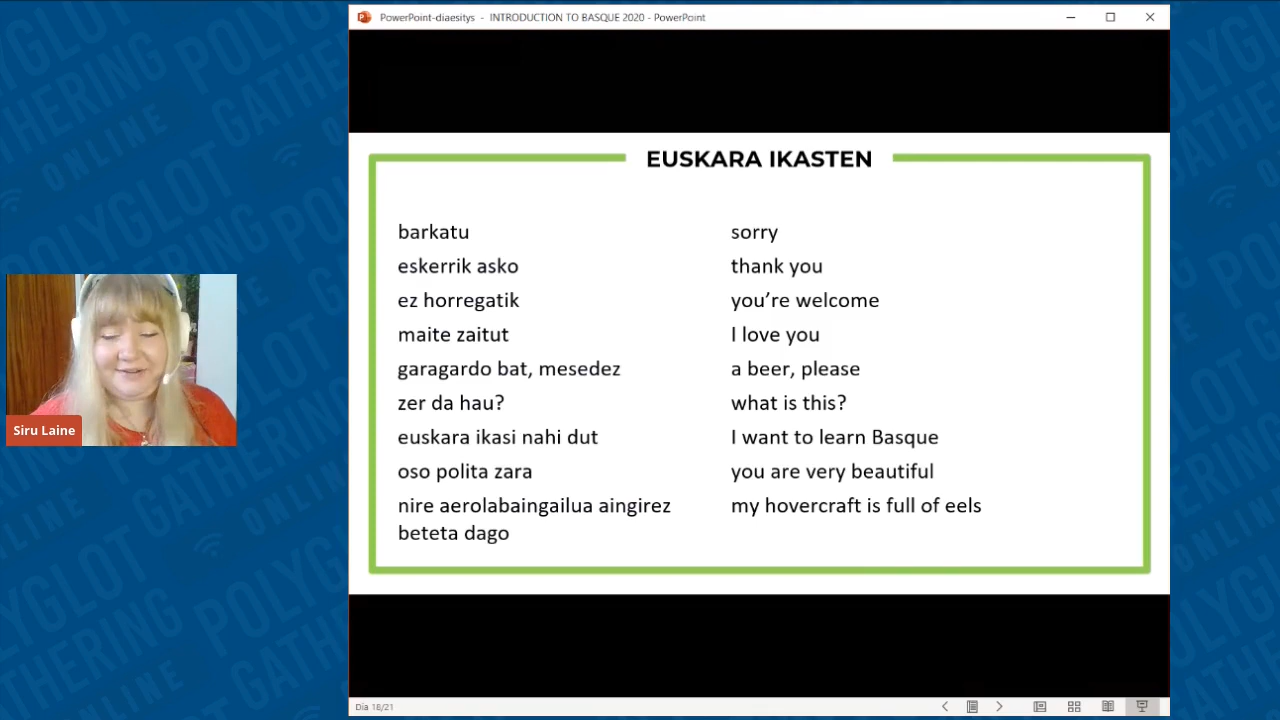 PowerPoint-diaesitys - INTRODUCTION TO BASQUE 2020 - PowerPoint
EUSKARA IKASTEN
barkatu sorry
eskerrik asko thank you
ez horregatik you’re welcome
maite zaitut I love you
garagardo bat, mesedez a beer, please
zer da hau? what is this?
euskara ikasi nahi dut I want to learn Basque
oso polita zara you are very beautiful
nire aerolabaingailua aingirez my hovercraft is full of eels
beteta dago
Siru Laine
Dia 18/21
POLYGLOT
GATHERING
ONLINE